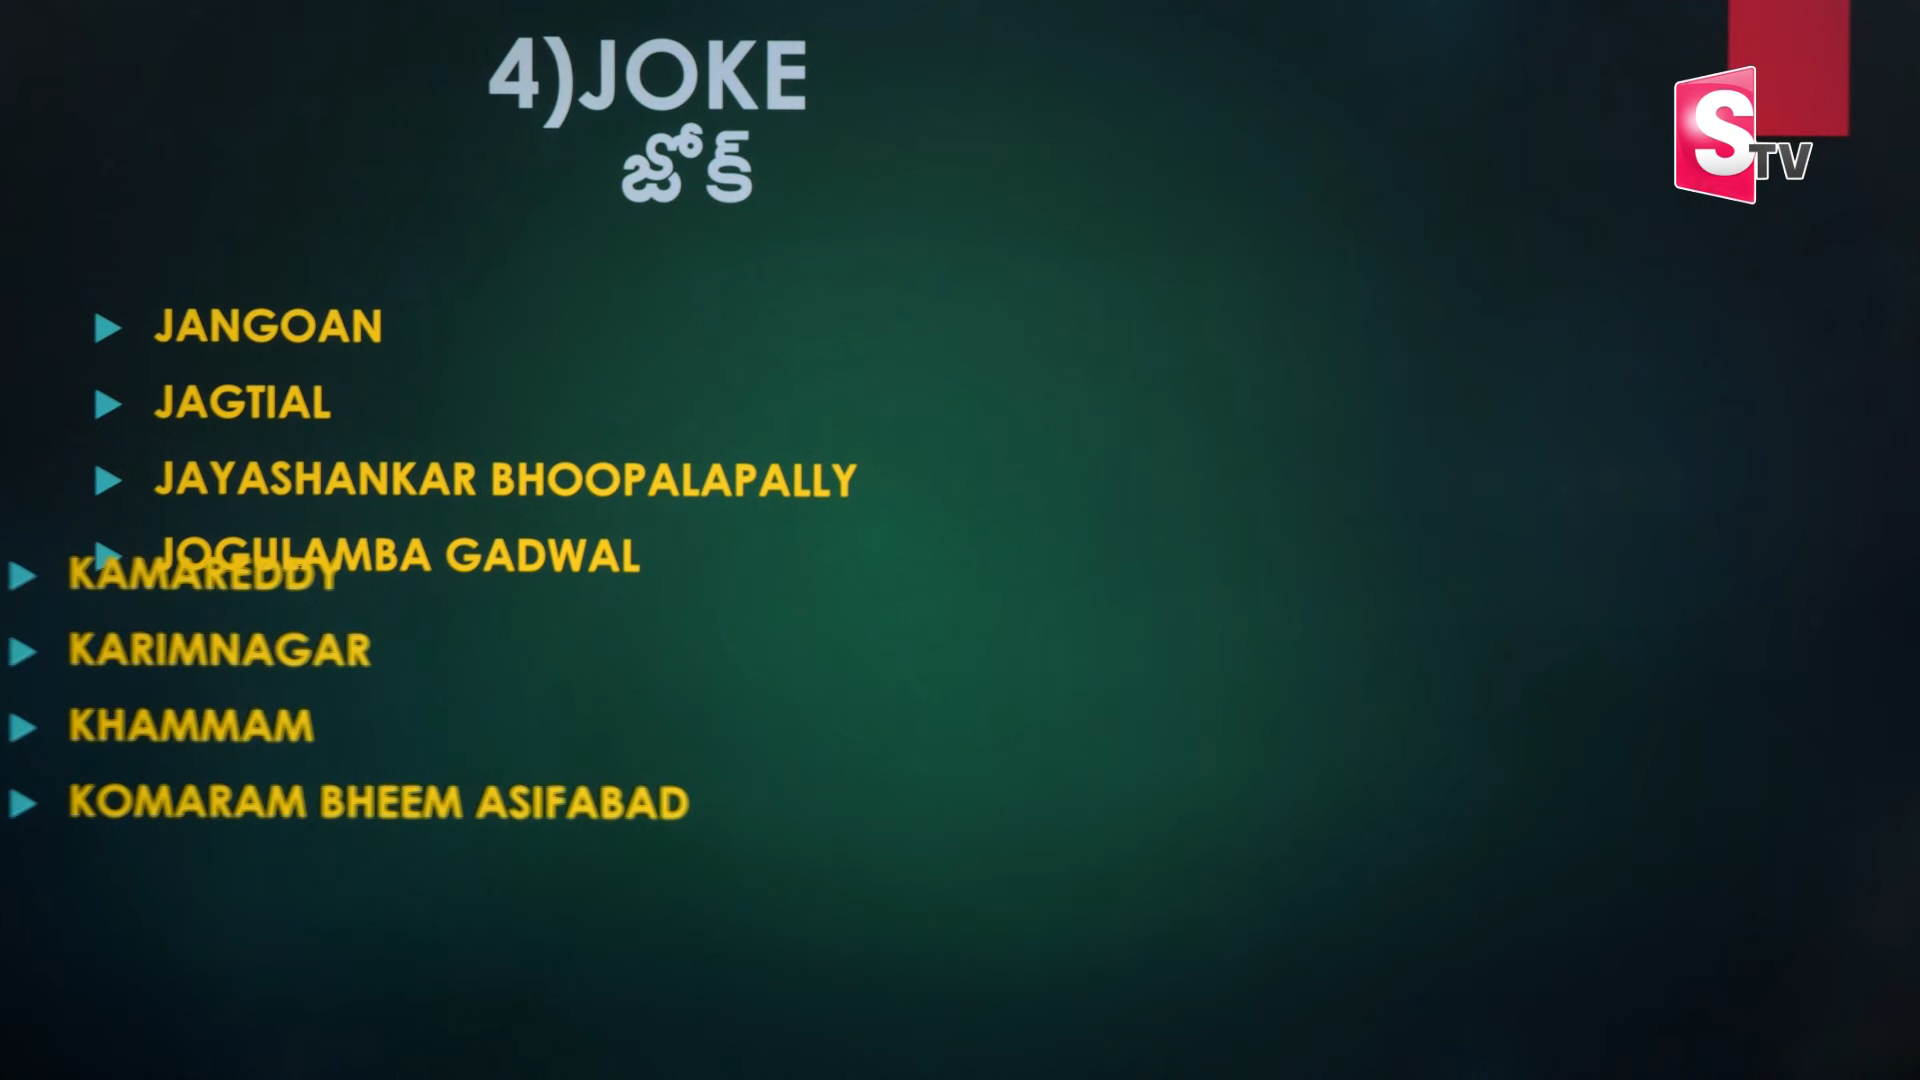 4)JOKE
జోక్
STV
JANGOAN
JAGTIAL
JAYASHANKAR BHOOPALAPALLY
JOGULAMBA GADWAL
KAMAREDDY
KARIMNAGAR
KHAMMAM
KOMARAM BHEEM ASIFABAD